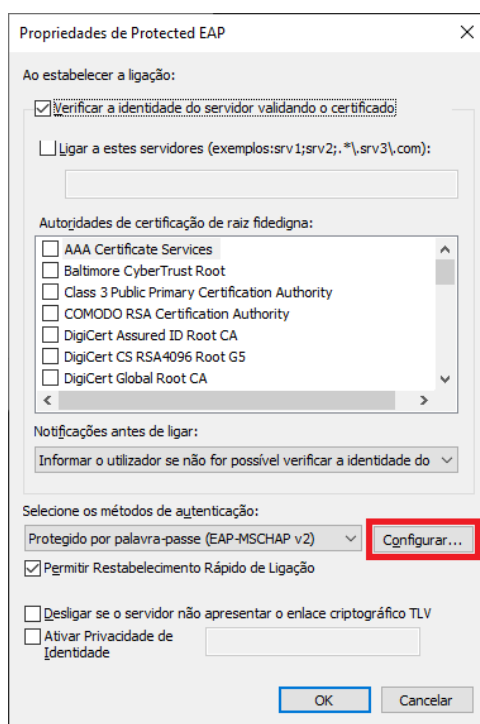 Propriedades de Protected EAP
Ao estabelecer a ligação:
Verificar a identidade do servidor validando o certificado
Ligar a estes servidores (exemplos:srv1;srv2;.*\.srv3\.com):
Autoridades de certificação de raiz fidedigna:
AAA Certificate Services
Baltimore CyberTrust Root
Class 3 Public Primary Certification Authority
COMODO RSA Certification Authority
DigiCert Assured ID Root CA
DigiCert CS RSA4096 Root G5
DigiCert Global Root CA
Notificações antes de ligar:
Informar o utilizador se não for possível verificar a identidade do
Selecione os métodos de autenticação:
Protegido por palavra-passe (EAP-MSCHAP v2) Configurar...
Permitir Restabelecimento Rápido de Ligação
Desligar se o servidor não apresentar o enlace criptográfico TLV
Ativar Privacidade de
Identidade
OK Cancelar